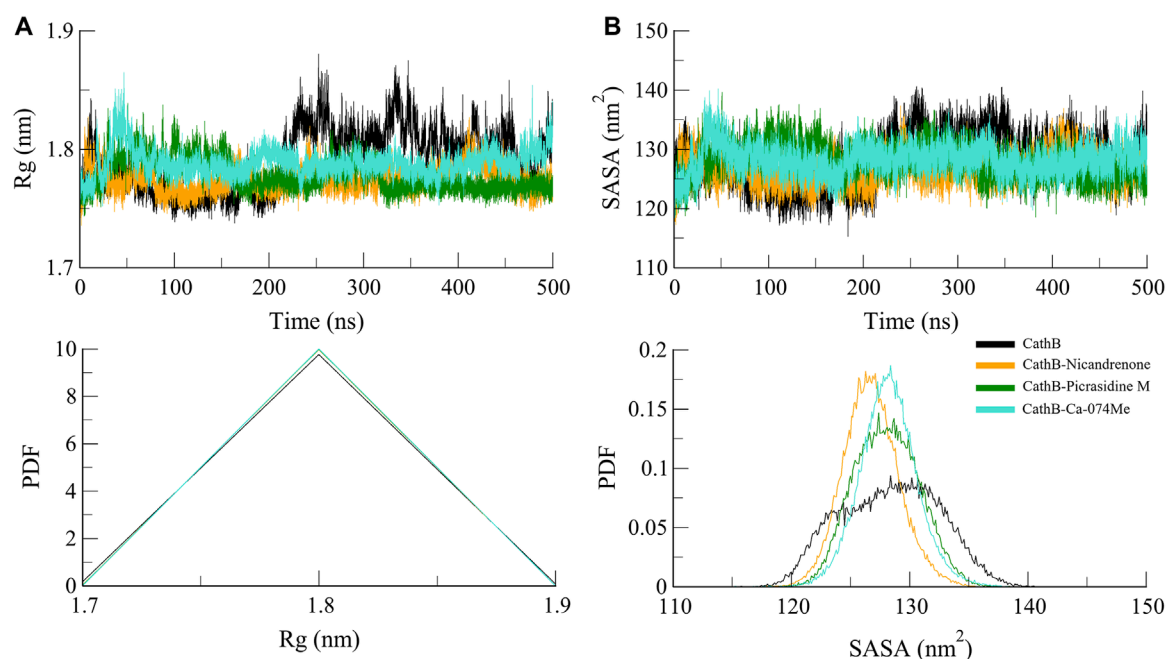 A
1.9
1.8
1.7
Rg (nm)
0 100 200 300 400 500
Time (ns)
B
150
140
130
120
110
SASA (nm²)
0 100 200 300 400 500
Time (ns)
10
8
6
4
2
0
PDF
1.7 1.8 1.9
Rg (nm)
0.2
0.15
0.1
0.05
0
PDF
CathB
CathB-Nicandrenone
CathB-Picrasidine M
CathB-Ca-074Me
110 120 130 140 150
SASA (nm²)